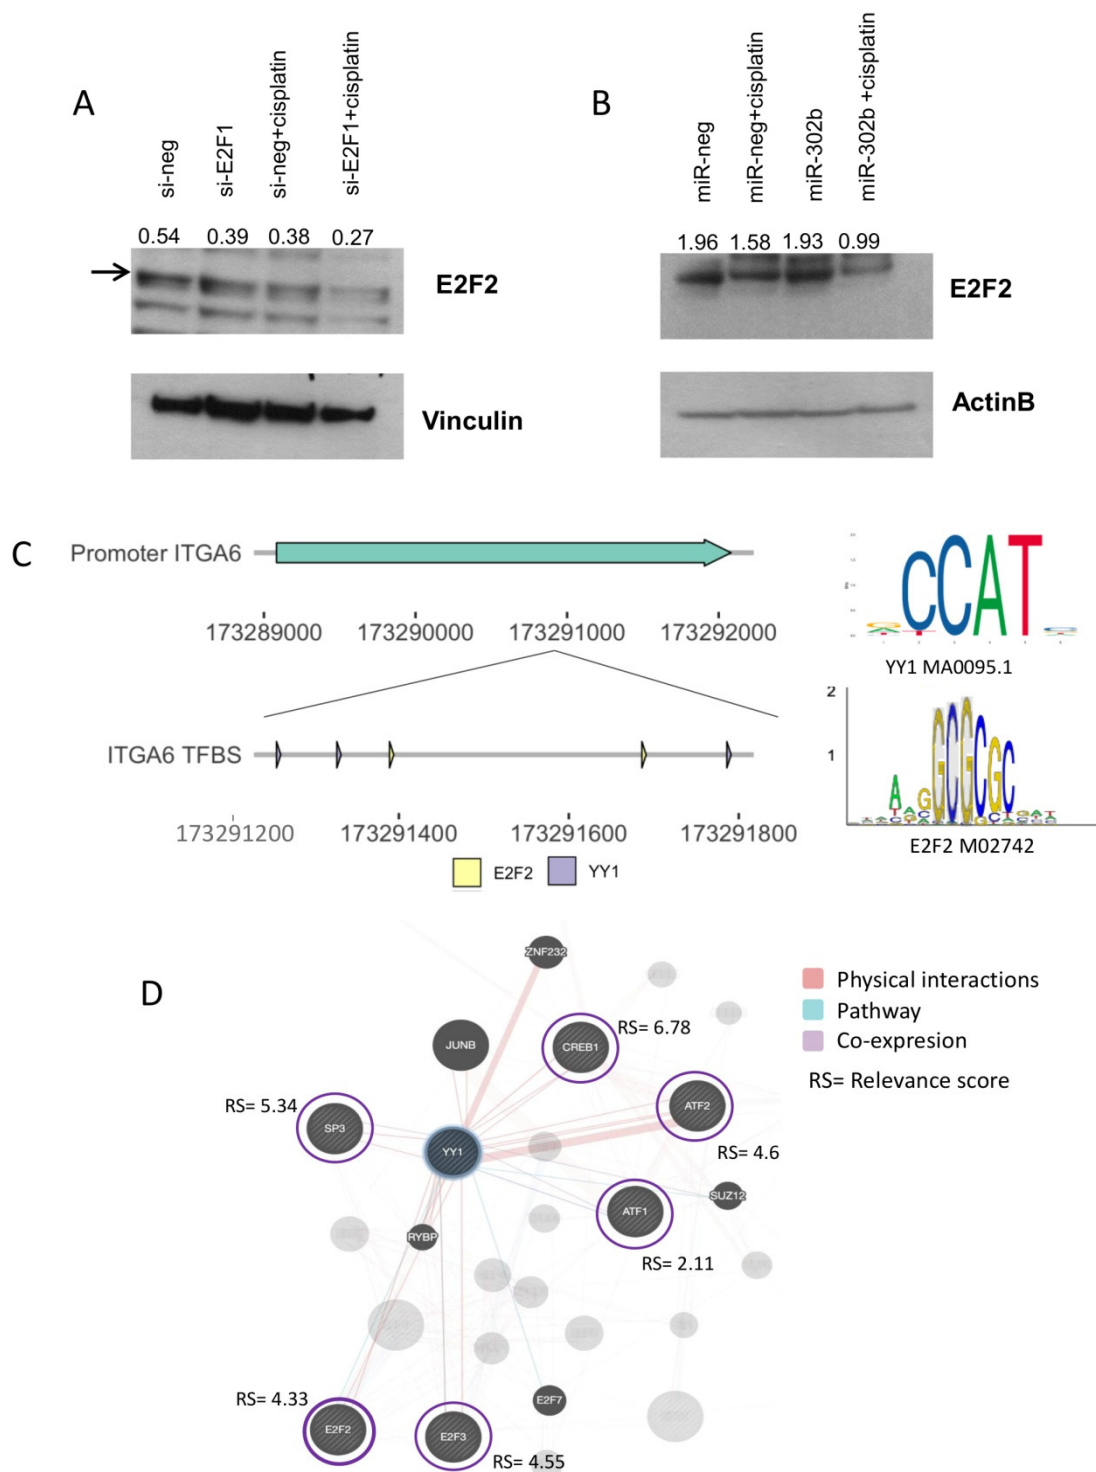 A
si-neg
si-E2F1
si-neg+cisplatin
si-E2F1+cisplatin
0.54 0.39 0.38 0.27
E2F2
Vinculin
B
miR-neg
miR-neg+cisplatin
miR-302b
miR-302b +cisplatin
1.96 1.58 1.93 0.99
E2F2
ActinB
C
Promoter ITGA6
173289000 173290000 173291000 173292000
ITGA6 TFBS
173291200 173291400 173291600 173291800
E2F2 YY1
CCAT
YY1 MA0095.1
2
1
GCGCGC
E2F2 M02742
D
ZNF232
JUNB
CREB1
RS= 6.78
Physical interactions
Pathway
Co-expresion
RS= Relevance score
RS= 5.34
SP3
ATF2
RS= 4.6
YY1
SUZ12
ATF1
RS= 2.11
RYBP
RS= 4.33
E2F2
E2F3
RS= 4.55
E2F7